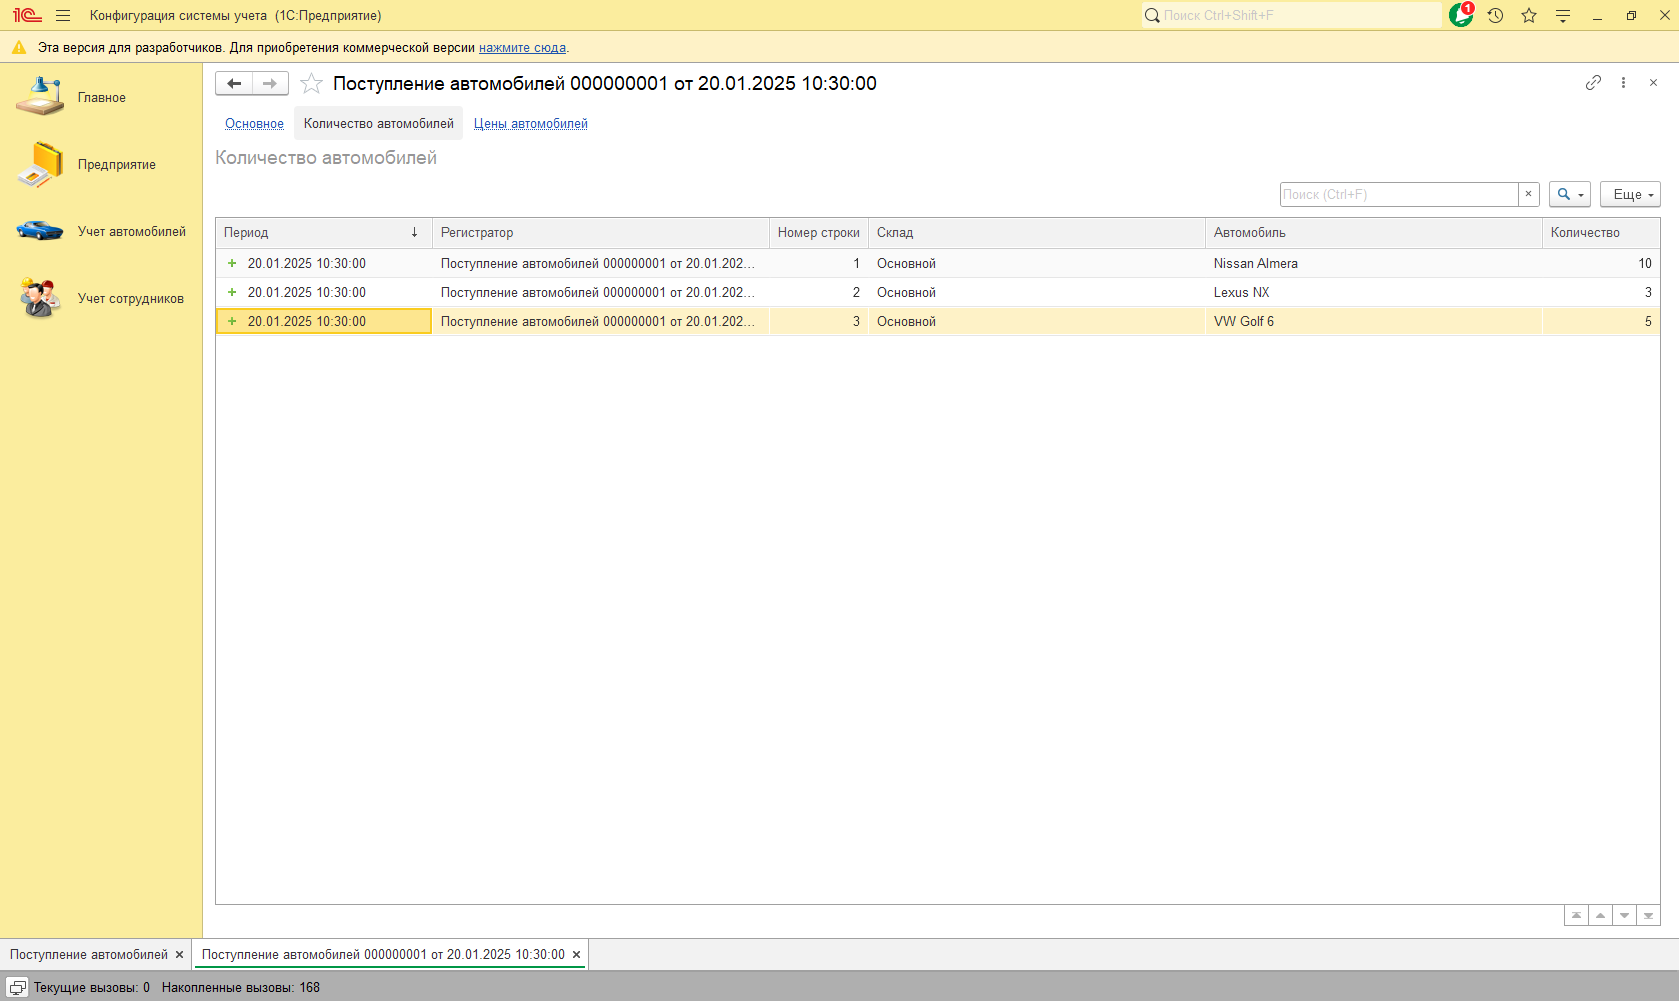 1С Конфигурация системы учета (1С:Предприятие) Поиск Ctrl+Shift+F 1
Эта версия для разработчиков. Для приобретения коммерческой версии нажмите сюда.
Главное
Предприятие
Учет автомобилей
Учет сотрудников
Поступление автомобилей 000000001 от 20.01.2025 10:30:00
Основное Количество автомобилей Цены автомобилей
Количество автомобилей
Поиск (Ctrl+F) × Еще
Период ↓ Регистратор Номер строки Склад Автомобиль Количество
+ 20.01.2025 10:30:00 Поступление автомобилей 000000001 от 20.01.202... 1 Основной Nissan Almera 10
+ 20.01.2025 10:30:00 Поступление автомобилей 000000001 от 20.01.202... 2 Основной Lexus NX 3
+ 20.01.2025 10:30:00 Поступление автомобилей 000000001 от 20.01.202... 3 Основной VW Golf 6 5
Поступление автомобилей × Поступление автомобилей 000000001 от 20.01.2025 10:30:00 ×
Текущие вызовы: 0 Накопленные вызовы: 168